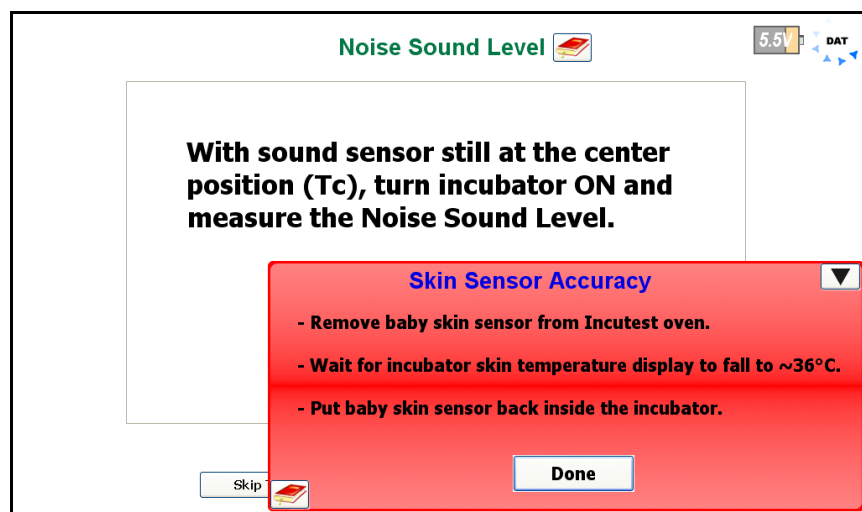 Noise Sound Level
5.5V
DAT
With sound sensor still at the center
position (Tc), turn incubator ON and
measure the Noise Sound Level.
Skin Sensor Accuracy
▼
- Remove baby skin sensor from Incutest oven.
- Wait for incubator skin temperature display to fall to ~36°C.
- Put baby skin sensor back inside the incubator.
Done
Skip